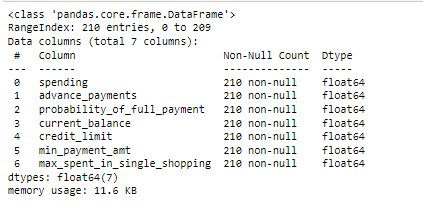 <class 'pandas.core.frame.DataFrame'>
RangeIndex: 210 entries, 0 to 209
Data columns (total 7 columns):
 #   Column                        Non-Null Count  Dtype
---  ------                        --------------  -----
 0   spending                      210 non-null    float64
 1   advance_payments              210 non-null    float64
 2   probability_of_full_payment   210 non-null    float64
 3   current_balance               210 non-null    float64
 4   credit_limit                  210 non-null    float64
 5   min_payment_amt               210 non-null    float64
 6   max_spent_in_single_shopping  210 non-null    float64
dtypes: float64(7)
memory usage: 11.6 KB